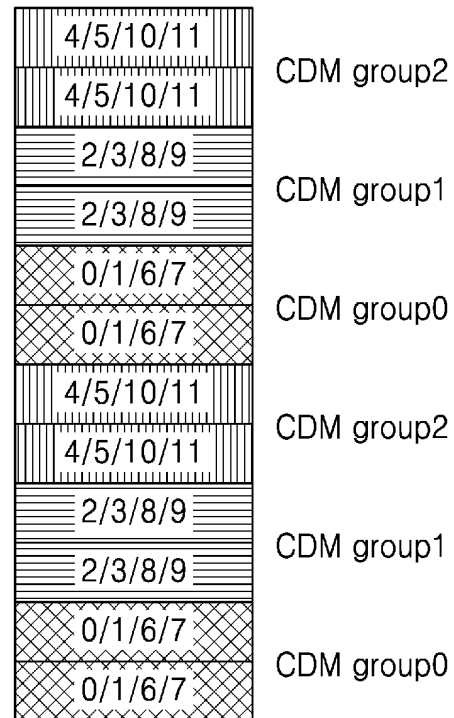 4/5/10/11
CDM group2
4/5/10/11
2/3/8/9
CDM group1
2/3/8/9
0/1/6/7
CDM group0
0/1/6/7
4/5/10/11
CDM group2
4/5/10/11
2/3/8/9
CDM group1
2/3/8/9
0/1/6/7
CDM group0
0/1/6/7